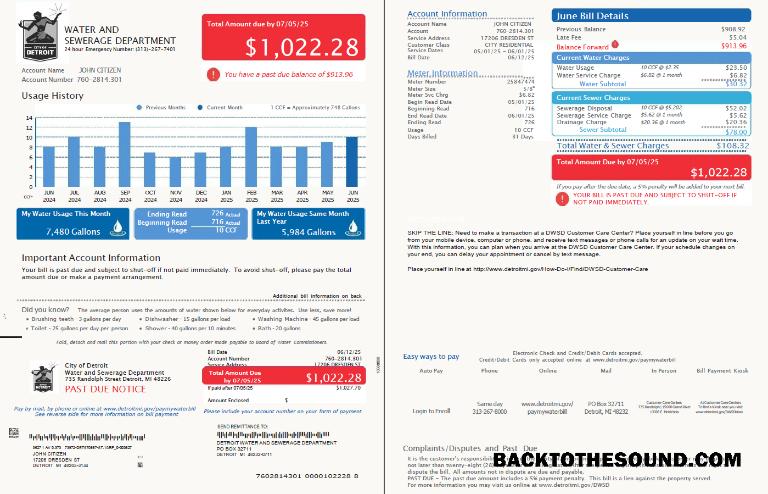 CITY OF
DETROIT
WATER AND
SEWERAGE DEPARTMENT
24 hour Emergency Number (313)-267-7401
Total Amount due by 07/05/25
$1,022.28
Account Name JOHN CITIZEN
Account Number 760-2814.301
! You have a past due balance of $913.96
Usage History
Previous Months Current Month 1 CCF = Approximately 748 Gallons
14
12
10
8
6
4
2
0
CCF
JUN JUL AUG SEP OCT NOV DEC JAN FEB MAR APR MAY JUN
2024 2024 2024 2024 2024 2024 2024 2025 2025 2025 2025 2025 2025
My Water Usage This Month
7,480 Gallons
Ending Read 726 Actual
Beginning Read 716 Actual
Usage 10 CCF
My Water Usage Same Month
Last Year
5,984 Gallons
Important Account Information
Your bill is past due and subject to shut-off if not paid immediately. To avoid shut-off, please pay the total
amount due or make a payment arrangement.
Additional bill information on back
Did you know? The average person uses the amounts of water shown below for everyday activities. Use less, save more!
• Brushing teeth - 3 gallons per day • Dishwasher - 15 gallons per load • Washing Machine - 45 gallons per load
• Toilet - 25 gallons per day per person • Shower - 40 gallons per 10 minutes • Bath - 20 gallons
Fold, detach and mail this portion with your check or money order made payable to board of water commissioners.
City of Detroit
Water and Sewerage Department
735 Randolph Street Detroit, MI 48226
PAST DUE NOTICE
Bill Date 06/12/25
Account Number 760-2814.301
17206 DRESDEN ST
Total Amount Due
by 07/05/25 $1,022.28
If paid after 07/05/25 $1,027.70
Amount Enclosed $
Pay by mail, by phone or online at www.detroitmi.gov/paymywaterbill
See reverse side for more information on bill payment
Please include your account number on your form of payment
JOHN CITIZEN
17206 DRESDEN ST
SEND REMITTANCE TO:
DETROIT WATER AND SEWERAGE DEPARTMENT
PO BOX 32711
7602814301 0000102228 8
Account Information
Account Name JOHN CITIZEN
Account Number 760-2814.301
Service Address 17206 DRESDEN ST
Customer Class CITY RESIDENTIAL
Service Dates 05/01/25 - 06/01/25
Bill Date 06/12/25
Meter Information
Meter Number 25847474
Meter Size 5/8"
Meter Svc Chrg $6.82
Begin Read Date 05/01/25
Beginning Read 716
End Read Date 06/01/25
Ending Read 726
Usage 10 CCF
Days Billed 31 Days
June Bill Details
Previous Balance $908.92
Late Fee $5.04
Balance Forward $913.96
Current Water Charges
Water Usage 10 CCF @ $2.35 $23.50
Water Service Charge $6.82 @ 1 month $6.82
Water Subtotal $30.32
Current Sewer Charges
Sewerage Disposal 10 CCF @ $5.202 $52.02
Sewerage Service Charge $5.62 @ 1 month $5.62
Drainage Charge $20.36 @ 1 month $20.36
Sewer Subtotal $78.00
Total Water & Sewer Charges $108.32
Total Amount Due by 07/05/25
$1,022.28
If you pay after the due date, a 5% penalty will be added to your next bill
! YOUR BILL IS PAST DUE AND SUBJECT TO SHUT-OFF IF
NOT PAID IMMEDIATELY.
SKIP THE LINE: Need to make a transaction at a DWSD Customer Care Center? Place yourself in line before you go
from your mobile device, computer or phone, and receive text messages or phone calls for an update on your wait time.
With this information, you can plan when you arrive at the DWSD Customer Care Center. If your schedule changes on
your end, you can delay your appointment or cancel by text message.
Place yourself in line at http://www.detroitmi.gov/How-Do-I/Find/DWSD-Customer-Care
Easy ways to pay
Electronic Check and Credit/Debit Cards accepted.
Credit/Debit Cards only accepted online at www.detroitmi.gov/paymywaterbill
Auto Pay Phone Online Mail In Person Bill Payment Kiosk
Login to Enroll
Same day
313-267-8000
www.detroitmi.gov/
paymywaterbill
PO Box 32711
Detroit, MI 48232
Complaints/Disputes and Past Due
It is the customer's responsibility
not later than twenty-eight (28)
dispute the bill. All amounts not in dispute are due and payable.
PAST DUE - The past due amount includes a 5% payment penalty. This bill is a lien against the property served.
For more information you may visit us online at www.detroitmi.gov/DWSD
BACKTOTHESOUND.COM